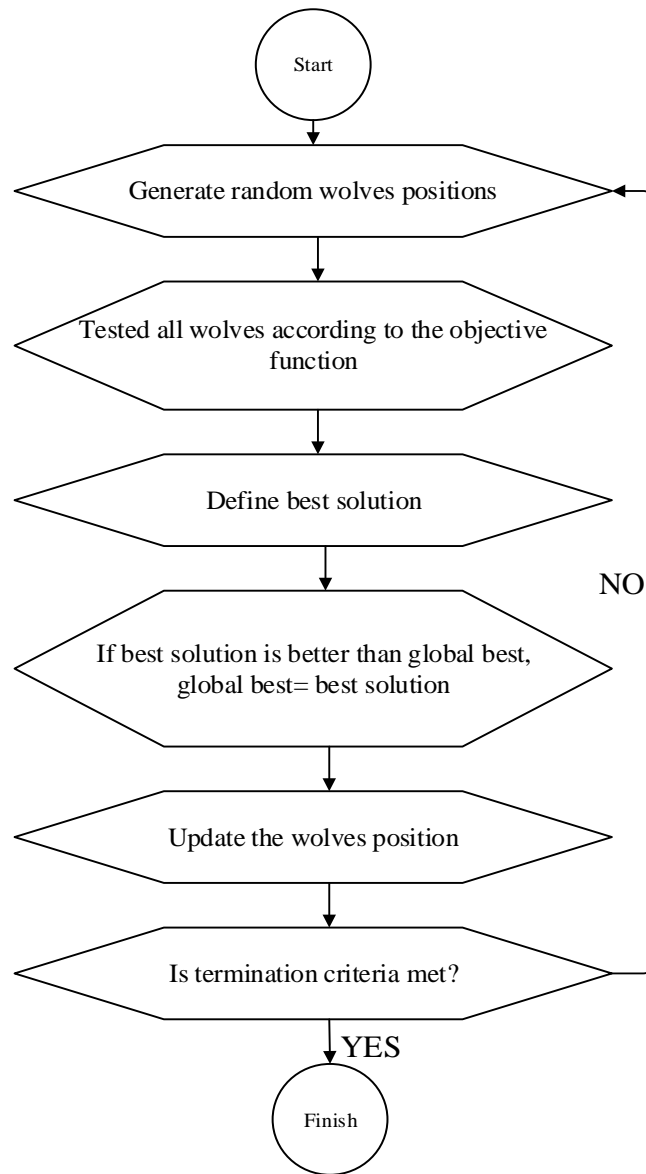 Start
Generate random wolves positions
Tested all wolves according to the objective
function
Define best solution
NO
If best solution is better than global best,
global best= best solution
Update the wolves position
Is termination criteria met?
YES
Finish